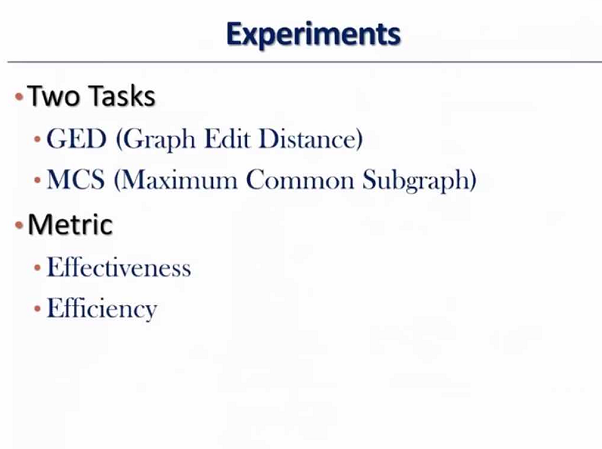 Experiments
•Two Tasks
•GED (Graph Edit Distance)
•MCS (Maximum Common Subgraph)
•Metric
•Effectiveness
•Efficiency